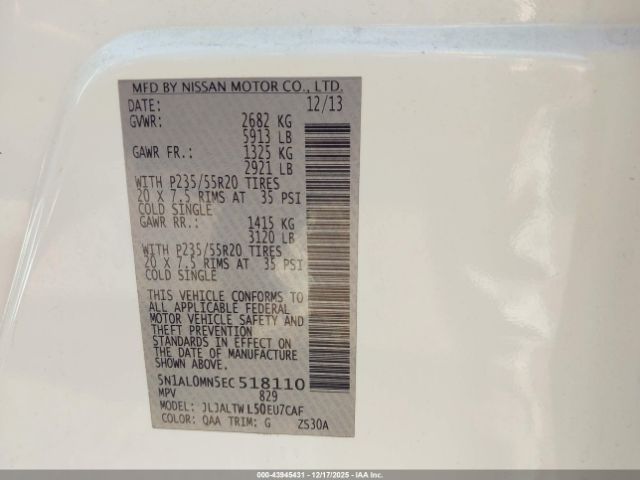 MFD BY NISSAN MOTOR CO., LTD.
DATE: 12/13
GVWR: 2682 KG
5913 LB
GAWR FR.: 1325 KG
2921 LB
WITH P235/55R20 TIRES
20 X 7.5 RIMS AT 35 PSI
COLD SINGLE
GAWR RR.: 1415 KG
3120 LB
WITH P235/55R20 TIRES
20 X 7.5 RIMS AT 35 PSI
COLD SINGLE
THIS VEHICLE CONFORMS TO
ALL APPLICABLE FEDERAL
MOTOR VEHICLE SAFETY AND
THEFT PREVENTION
STANDARDS IN EFFECT ON
THE DATE OF MANUFACTURE
SHOWN ABOVE.
5N1AL0MN5EC518110
MPV 829
MODEL: JLJALTWL50EU7CAF
COLOR: QAA TRIM: G ZS30A
000-43945431 - 12/17/2025 - IAAI.COM